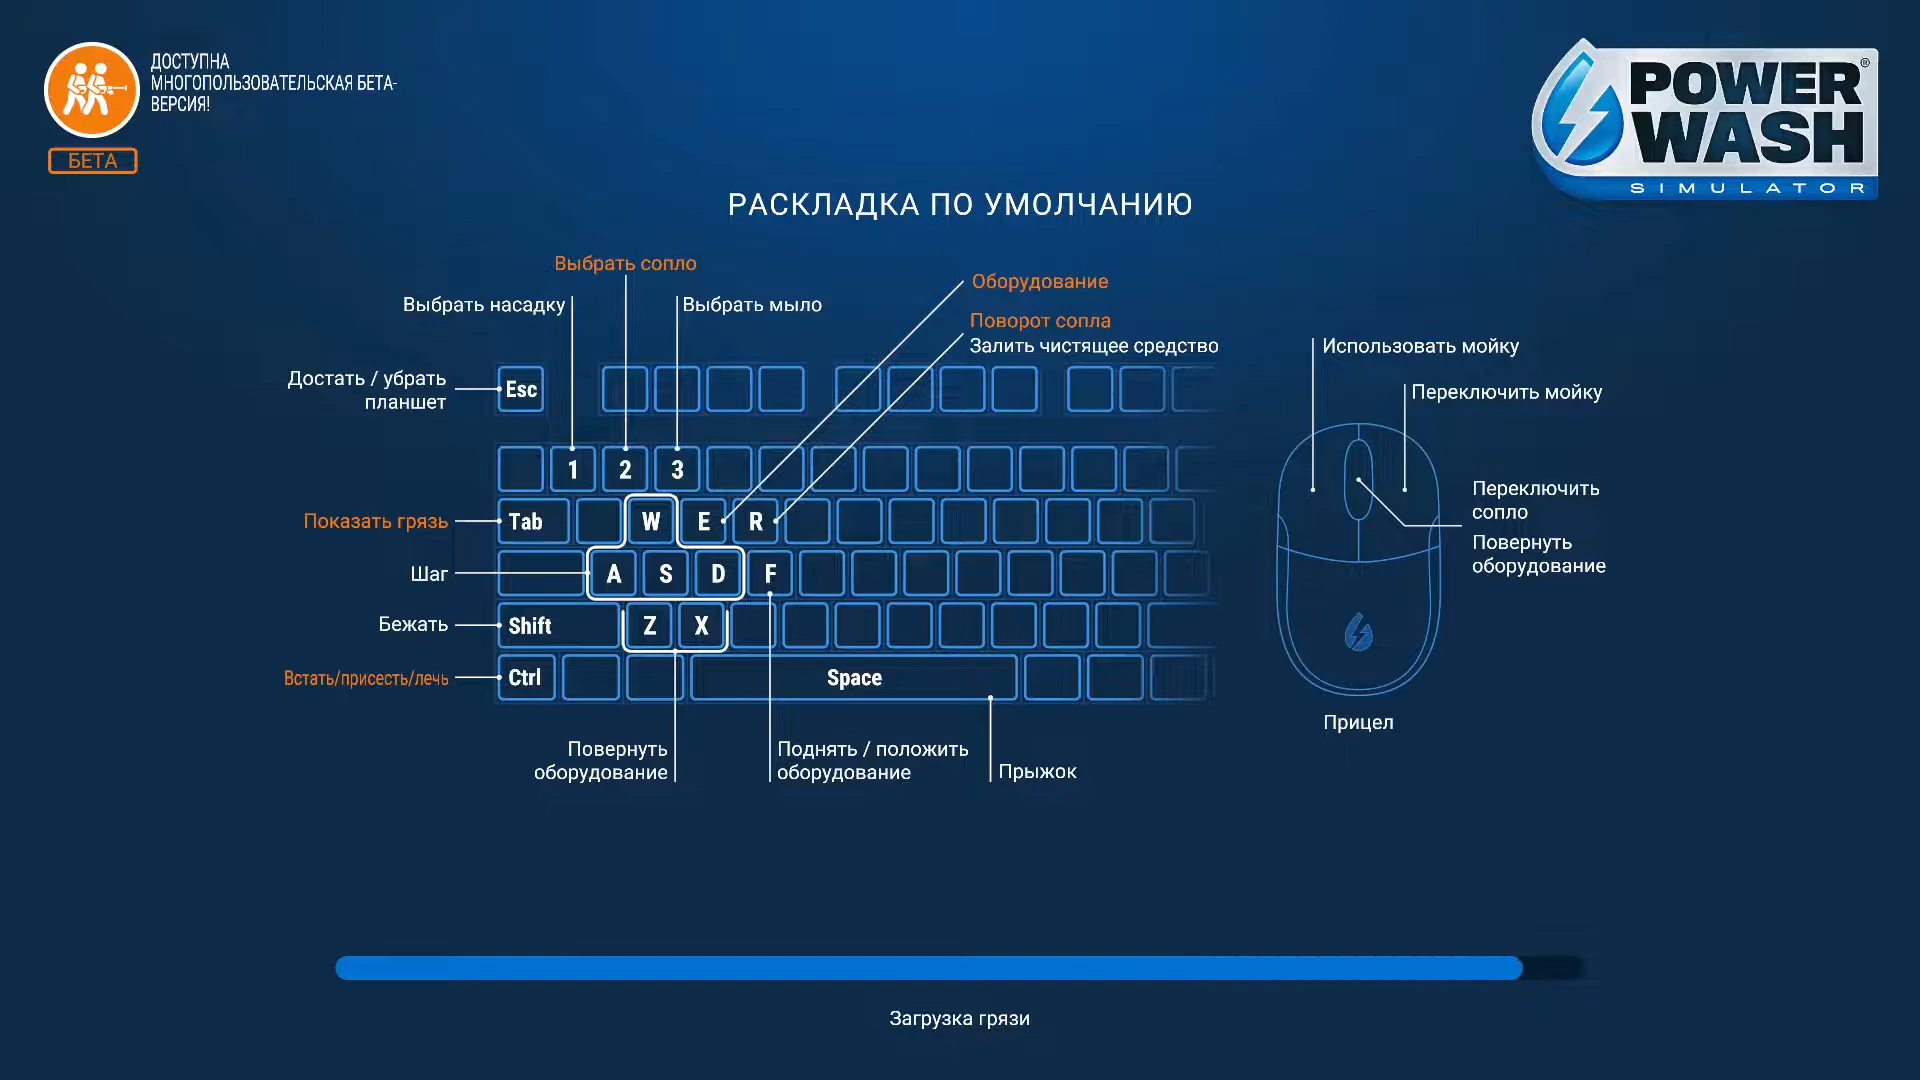 ДОСТУПНА
МНОГОПОЛЬЗОВАТЕЛЬСКАЯ БЕТА-
ВЕРСИЯ!
БЕТА
POWER®
WASH
SIMULATOR
РАСКЛАДКА ПО УМОЛЧАНИЮ
Выбрать сопло
Выбрать насадку
Выбрать мыло
Оборудование
Поворот сопла
Залить чистящее средство
Достать / убрать
планшет
Esc
1 2 3
Показать грязь
Tab W E R
Шаг
A S D F
Бежать
Shift Z X
Встать/присесть/лечь
Ctrl Space
Повернуть
оборудование
Поднять / положить
оборудование
Прыжок
Использовать мойку
Переключить мойку
Переключить
сопло
Повернуть
оборудование
Прицел
Загрузка грязи